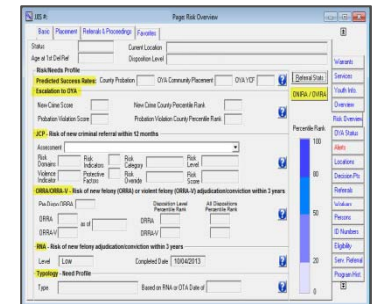 JJIS #: Page: Risk Overview
Basic Placement Referrals & Proceedings Favorites
Status Current Location
Age at 1st Del Ref Disposition Level
Risk/Needs Profile
Predicted Success Rates: County Probation OYA Community Placement OYA YCF
Escalation to OYA
New Crime Score New Crime County Percentile Rank
Probation Violation Score Probation Violation County Percentile Rank
JCP - Risk of new criminal referral within 12 months
Assessment
Risk Domains Risk Indicators Risk Category Risk Level
Violence Indicator Protective Factors Risk Override Risk Score
ORRA/ORRA-V - Risk of new felony (ORRA) or violent felony (ORRA-V) adjudication/conviction within 3 years
Disposition Level Percentile Rank All Dispositions Percentile Rank
ORRA as of ORRA
ORRA-V ORRA-V
RNA - Risk of new felony adjudication/conviction within 3 years
Level Low Completed Date 10/04/2013
Typology - Need Profile
Type Based on RNA or OTA Date of
Referral Stats
ONIRA / OVIRA
Percentile Rank
100
80
50
20
0
Warrants
Services
Youth Info
Overview
Risk Overview
OYA Status
Alerts
Locations
Decision Pts
Referrals
Persons
ID Numbers
Eligibility
Serv. Referral
Program Hist.